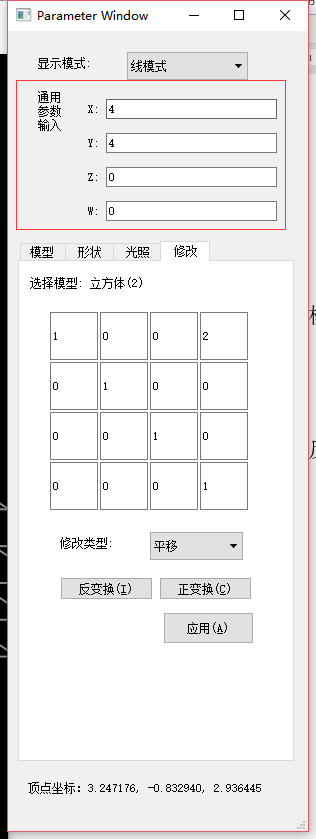 Parameter Window
显示模式: 线模式
通用
参数
输入
X: 4
Y: 4
Z: 0
W: 0
模型 形状 光照 修改
选择模型: 立方体(2)
1 0 0 2
0 1 0 0
0 0 1 0
0 0 0 1
修改类型: 平移
反变换(I) 正变换(C)
应用(A)
顶点坐标: 3.247176, -0.832940, 2.936445